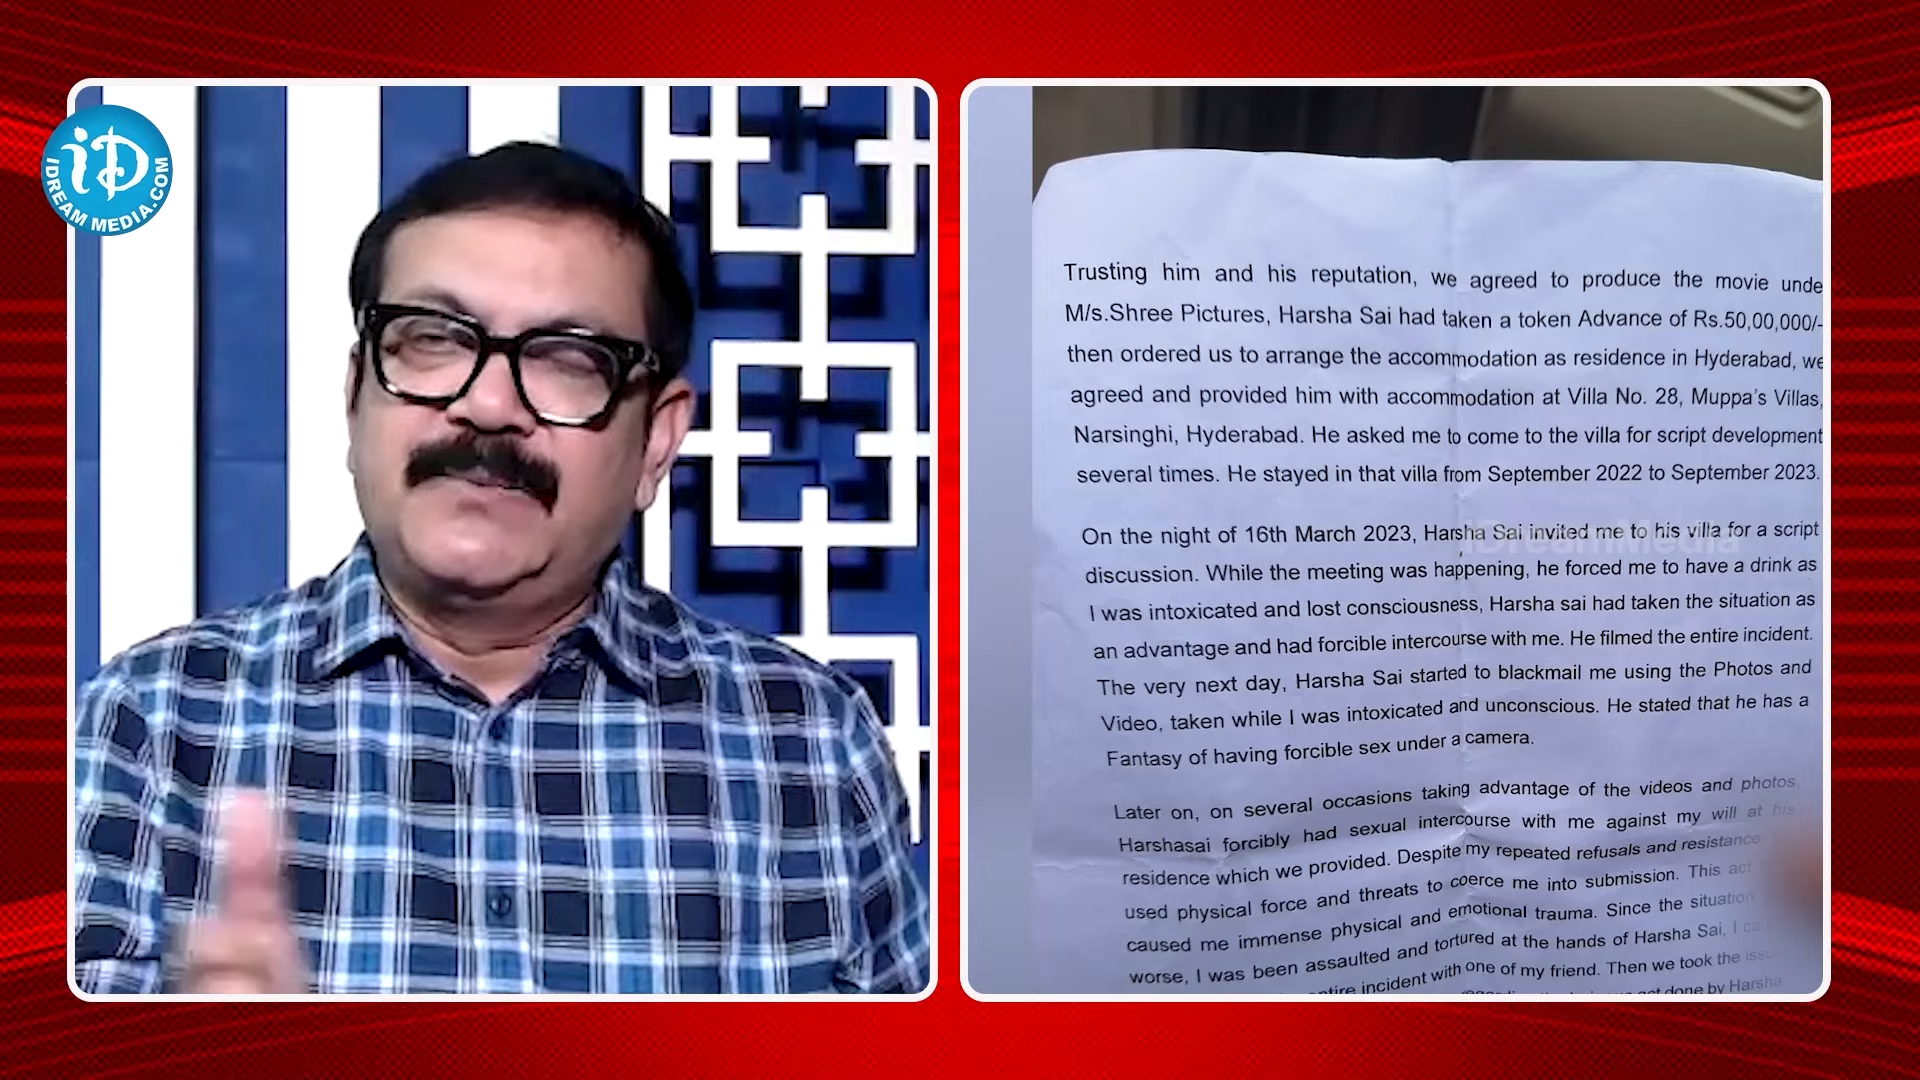 iD
IDREAM MEDIA.COM
Trusting him and his reputation, we agreed to produce the movie unde
M/s.Shree Pictures, Harsha Sai had taken a token Advance of Rs.50,00,000/-
then ordered us to arrange the accommodation as residence in Hyderabad, we
agreed and provided him with accommodation at Villa No. 28, Muppa's Villas,
Narsinghi, Hyderabad. He asked me to come to the villa for script development
several times. He stayed in that villa from September 2022 to September 2023.
On the night of 16th March 2023, Harsha Sai invited me to his villa for a script
iDreamMedia
discussion. While the meeting was happening, he forced me to have a drink as
I was intoxicated and lost consciousness, Harsha sai had taken the situation as
an advantage and had forcible intercourse with me. He filmed the entire incident.
The very next day, Harsha Sai started to blackmail me using the Photos and
Video, taken while I was intoxicated and unconscious. He stated that he has a
Fantasy of having forcible sex under a camera.
Later on, on several occasions taking advantage of the videos and photos,
Harshasai forcibly had sexual intercourse with me against my will at his
residence which we provided. Despite my repeated refusals and resistance
used physical force and threats to coerce me into submission. This act
caused me immense physical and emotional trauma. Since the situation
worse, I was been assaulted and tortured at the hands of Harsha Sai, I ca
entire incident with one of my friend. Then we took the
act done by Harsha